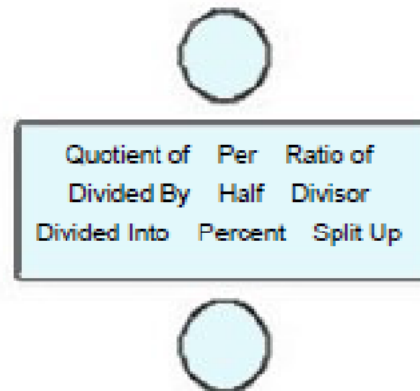 Quotient of Per Ratio of
Divided By Half Divisor
Divided Into Percent Split Up